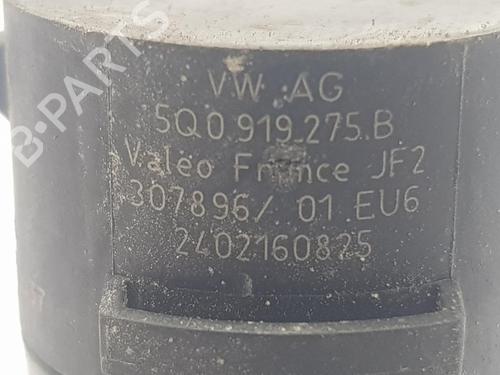 B-PARTS
VW AG
5Q0.919.275.B
Valeo France JF2
307896/ 01 EU6
2402160825